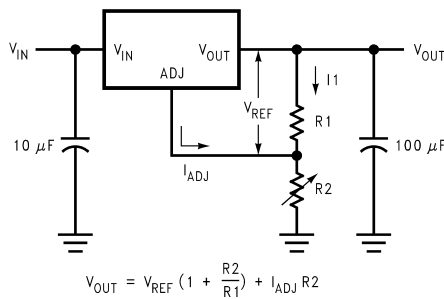 V_IN
V_IN
V_OUT
V_OUT
ADJ
I1
V_REF
R1
10 μF
100 μF
I_ADJ
R2
V_OUT = V_REF (1 + R2/R1) + I_ADJ R2